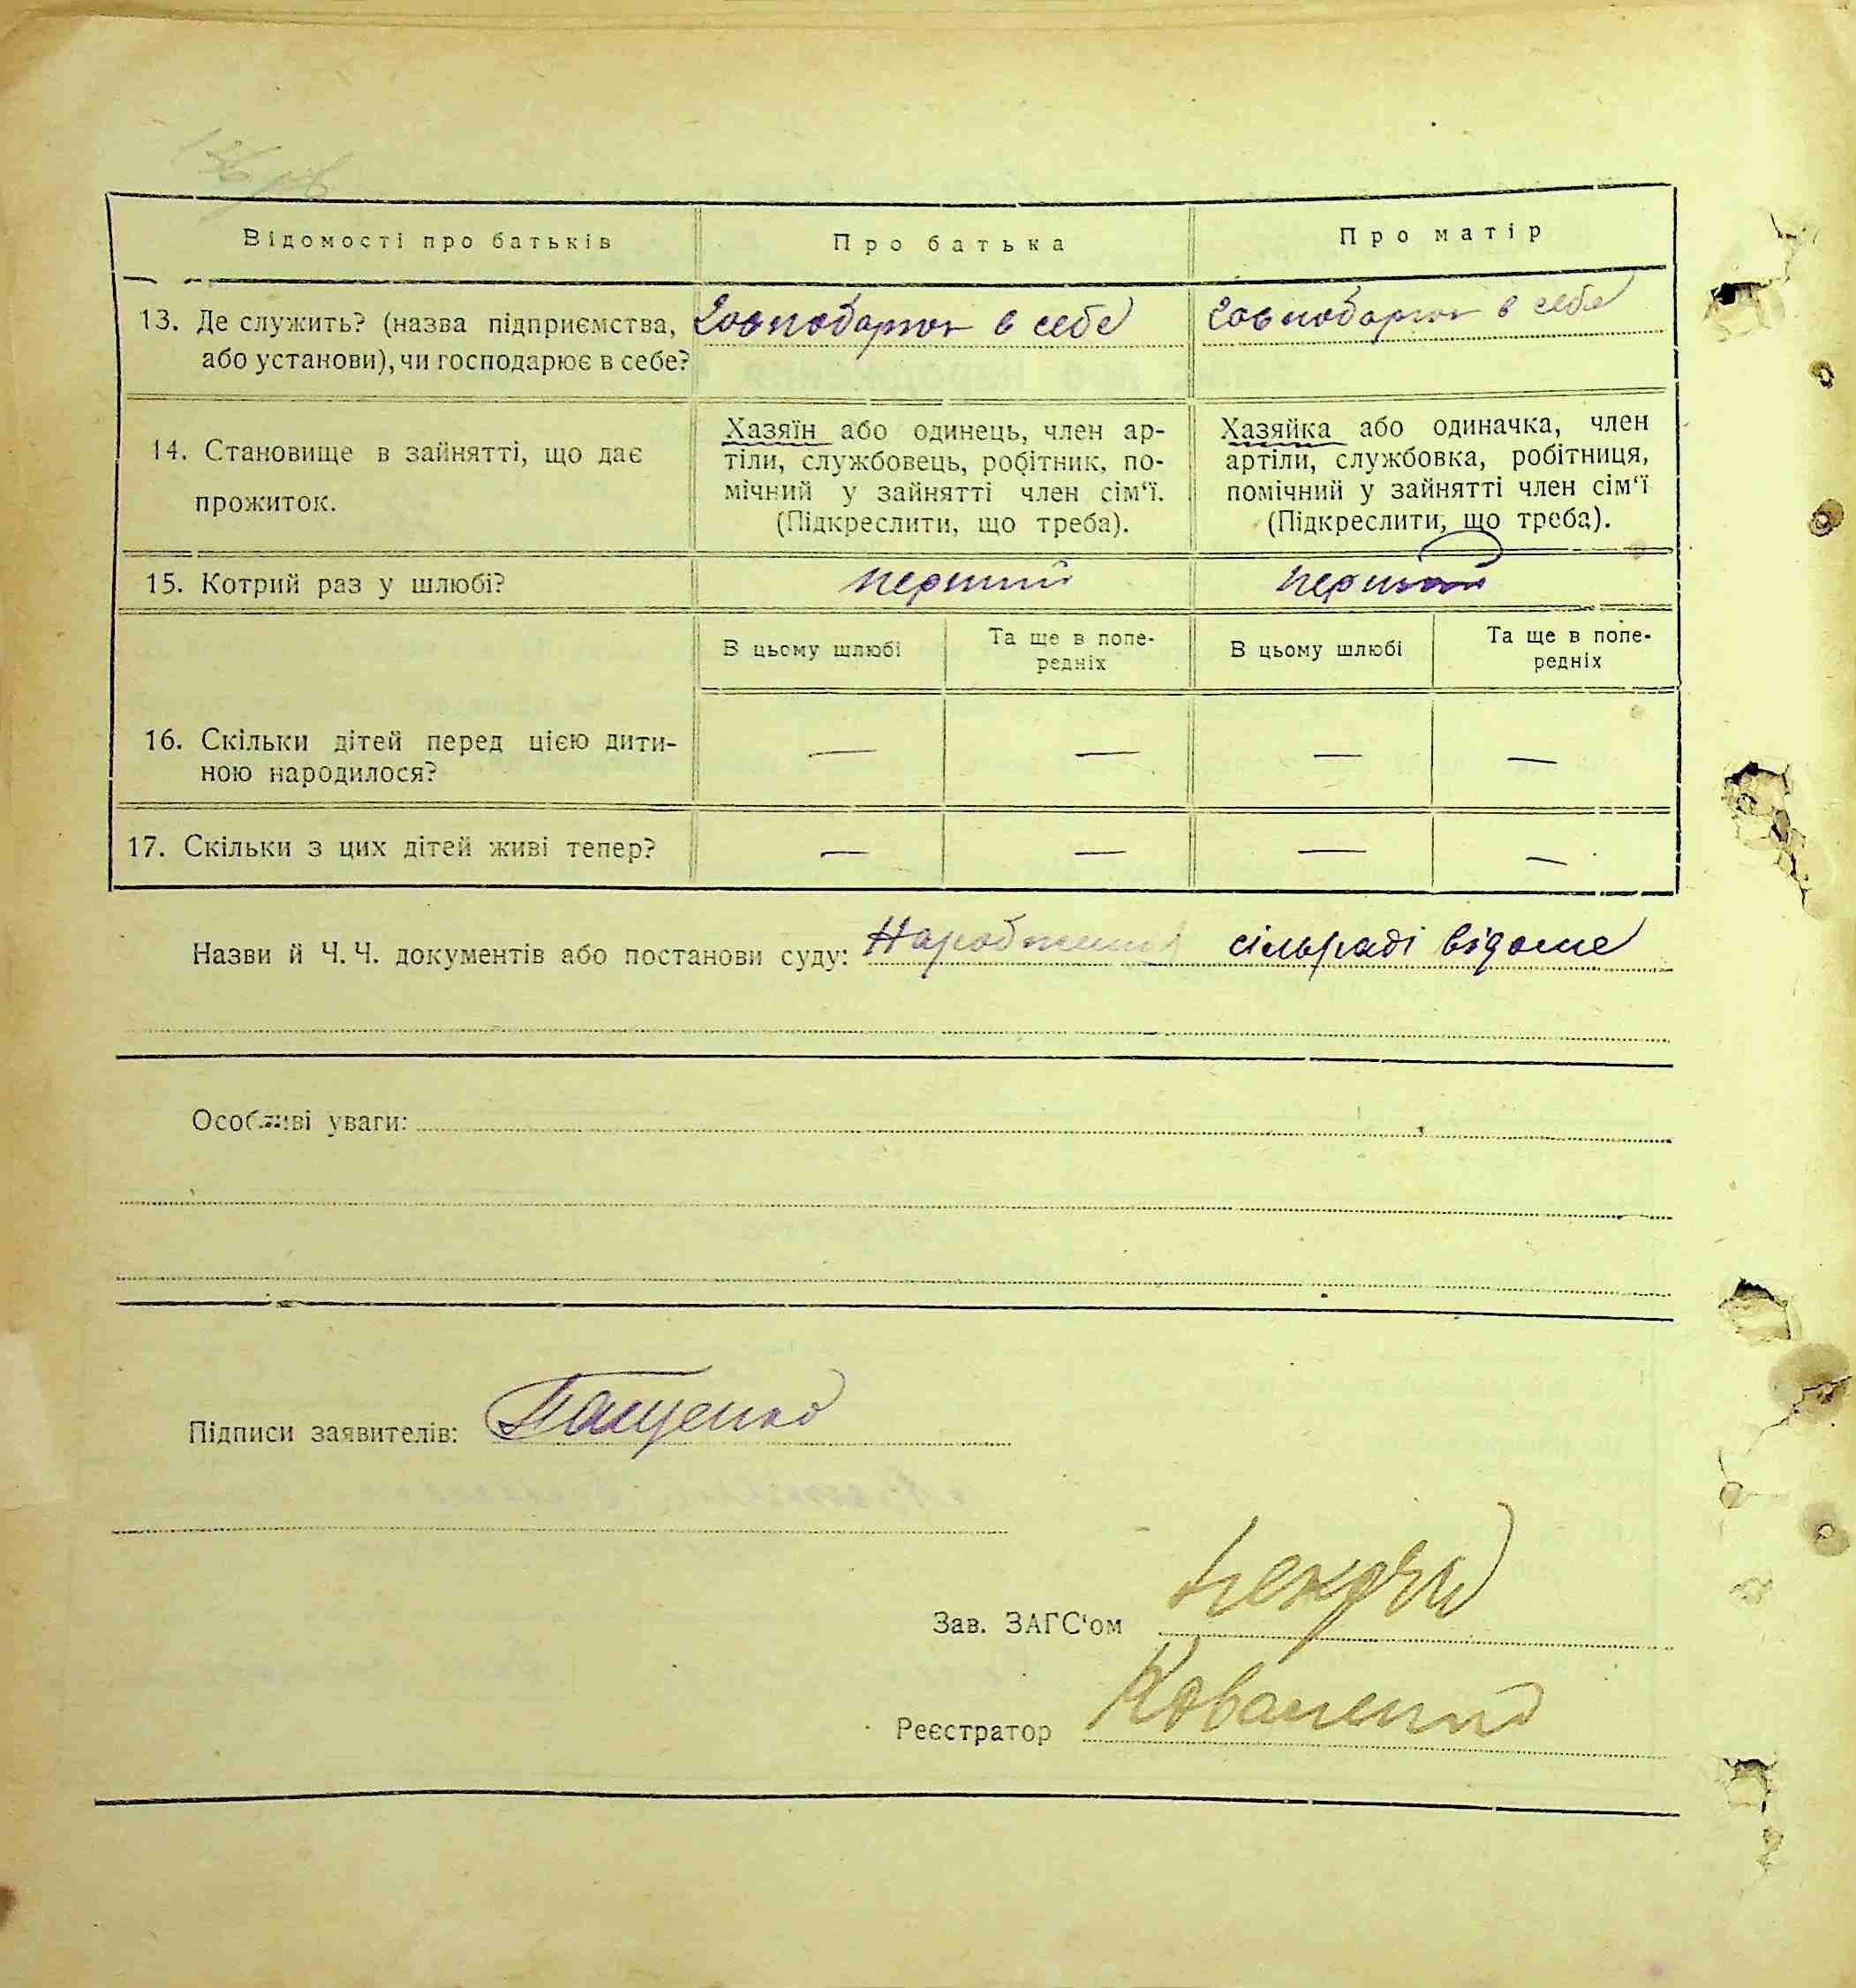 Відомості про батьків
Про батька
Про матір
13. Де служить? (назва підприємства,
або установи), чи господарює в себе?
в себе
в себе
14. Становище в зайнятті, що дає
прожиток.
Хазяїн або одинець, член ар-
тіли, службовець, робітник, по-
мічний у зайнятті член сім‘ї.
(Підкреслити, що треба).
Хазяйка або одиначка, член
артіли, службовка, робітниця,
помічний у зайнятті член сім‘ї
(Підкреслити, що треба).
15. Котрий раз у шлюбі?
перший
В цьому шлюбі
Та ще в попе-
редніх
В цьому шлюбі
Та ще в попе-
редніх
16. Скільки дітей перед цією дити-
ною народилося?
— — — —
17. Скільки з цих дітей живі тепер?
— — — —
Назви й Ч. Ч. документів або постанови суду: Народження сільраді відоме
Особливі уваги:
Підписи заявителів: Пащенко
Зав. ЗАГС‘ом
Реєстратор Коваленко